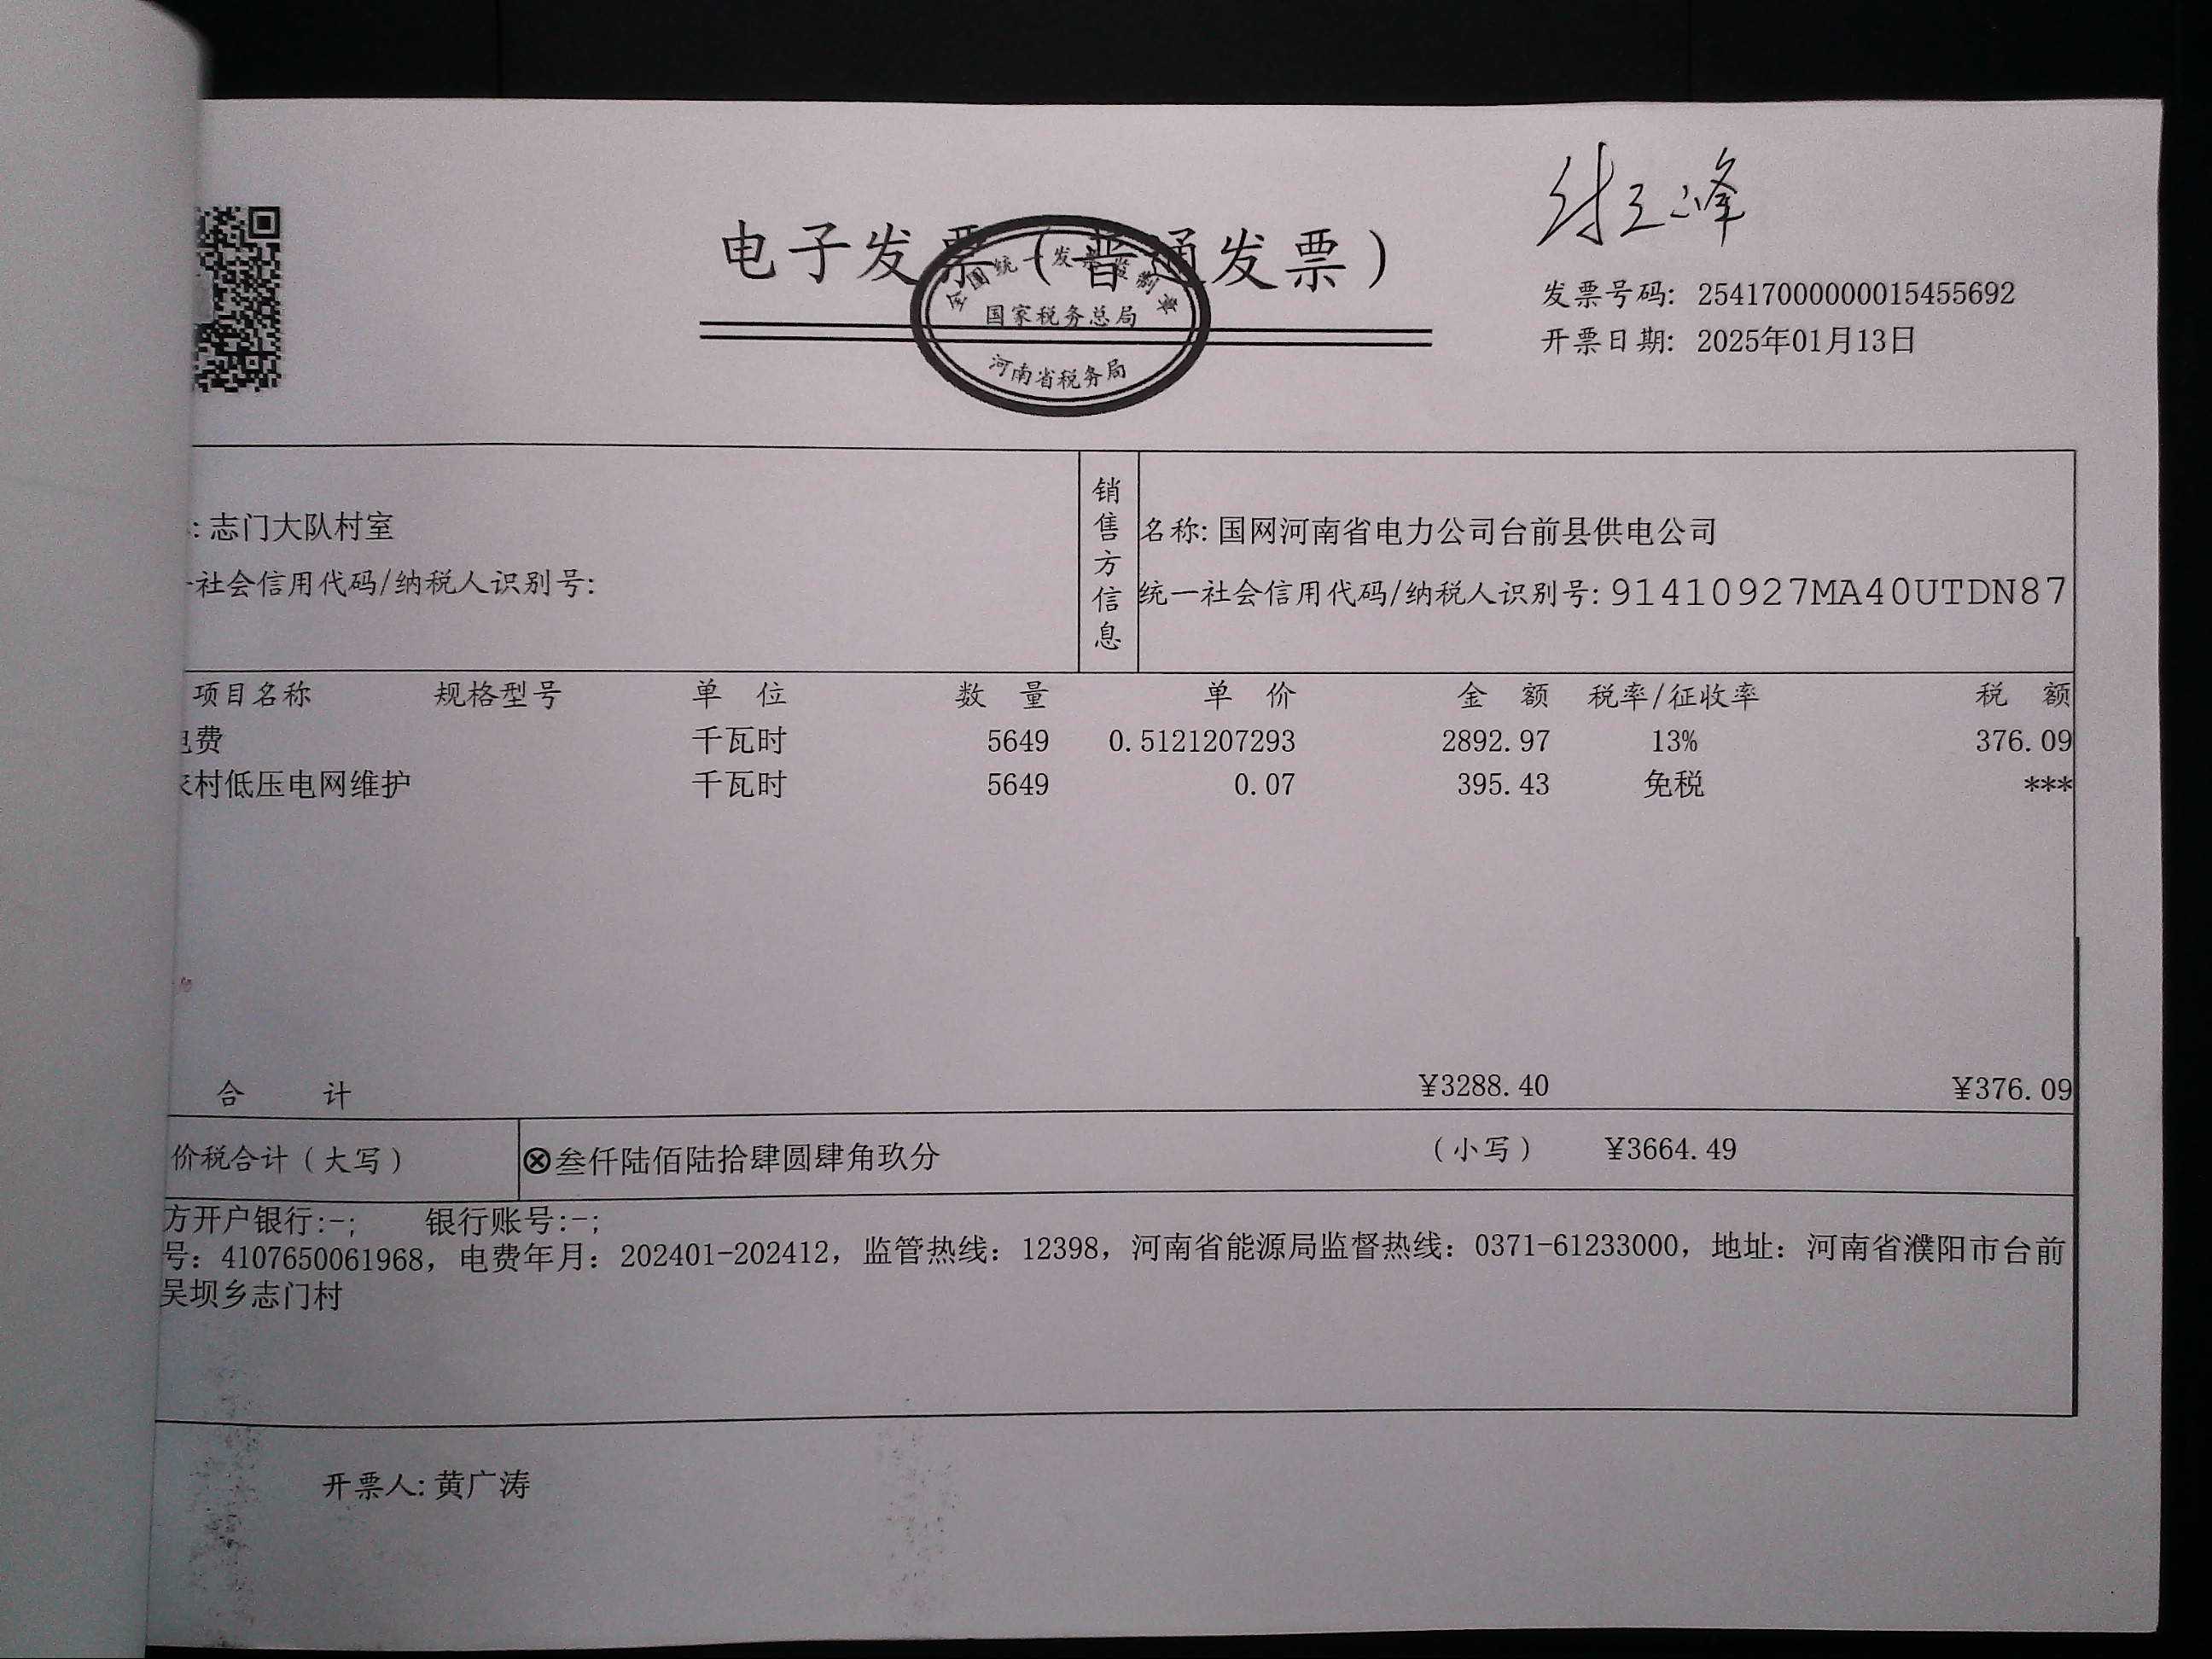 电子发票（普通发票）
全国统一发票监制章
国家税务总局
河南省税务局
发票号码: 25417000000015455692
开票日期: 2025年01月13日
: 志门大队村室
社会信用代码/纳税人识别号:
销售方信息
名称: 国网河南省电力公司台前县供电公司
统一社会信用代码/纳税人识别号: 91410927MA40UTDN87
项目名称 规格型号 单 位 数 量 单 价 金 额 税率/征收率 税 额
费 千瓦时 5649 0.5121207293 2892.97 13% 376.09
村低压电网维护 千瓦时 5649 0.07 395.43 免税 ***
合 计 ¥3288.40 ¥376.09
价税合计（大写） ⊗叁仟陆佰陆拾肆圆肆角玖分 （小写） ¥3664.49
方开户银行:-; 银行账号:-;
号: 4107650061968, 电费年月: 202401-202412, 监管热线: 12398, 河南省能源局监督热线: 0371-61233000, 地址: 河南省濮阳市台前
吴坝乡志门村
开票人: 黄广涛